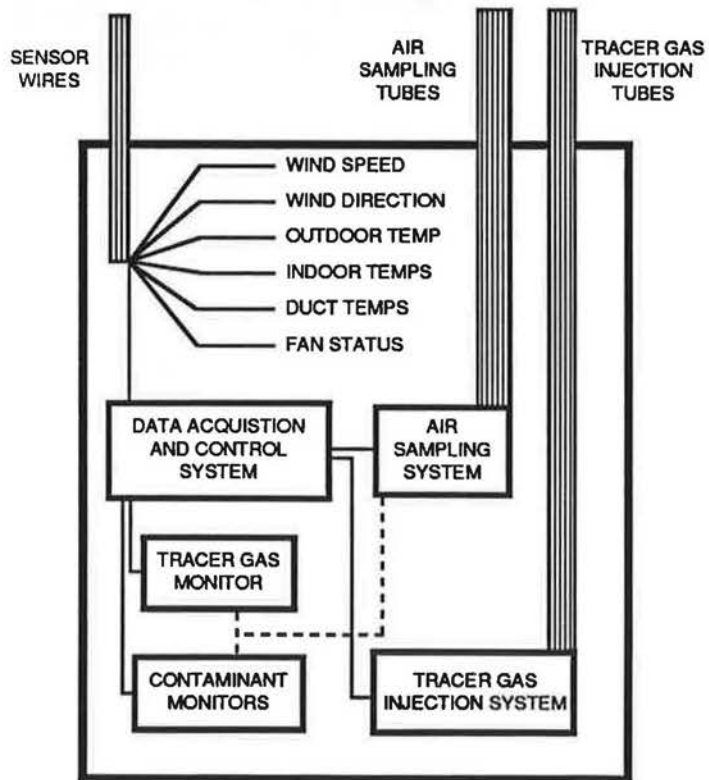 SENSOR
WIRES
AIR
SAMPLING
TUBES
TRACER GAS
INJECTION
TUBES
WIND SPEED
WIND DIRECTION
OUTDOOR TEMP
INDOOR TEMPS
DUCT TEMPS
FAN STATUS
DATA ACQUISTION
AND CONTROL
SYSTEM
AIR
SAMPLING
SYSTEM
TRACER GAS
MONITOR
CONTAMINANT
MONITORS
TRACER GAS
INJECTION SYSTEM